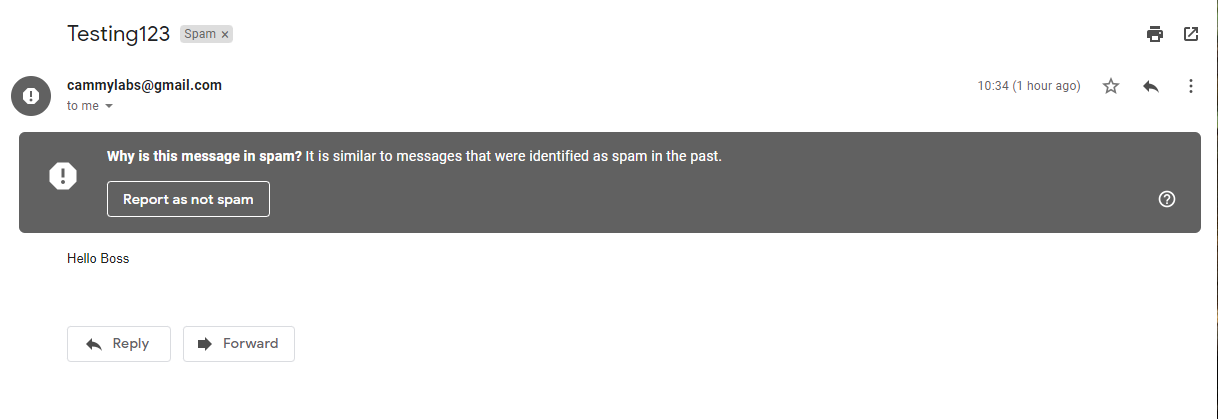 Testing123 Spam ×
cammylabs@gmail.com 10:34 (1 hour ago)
to me
Why is this message in spam? It is similar to messages that were identified as spam in the past.
Report as not spam
Hello Boss
Reply Forward